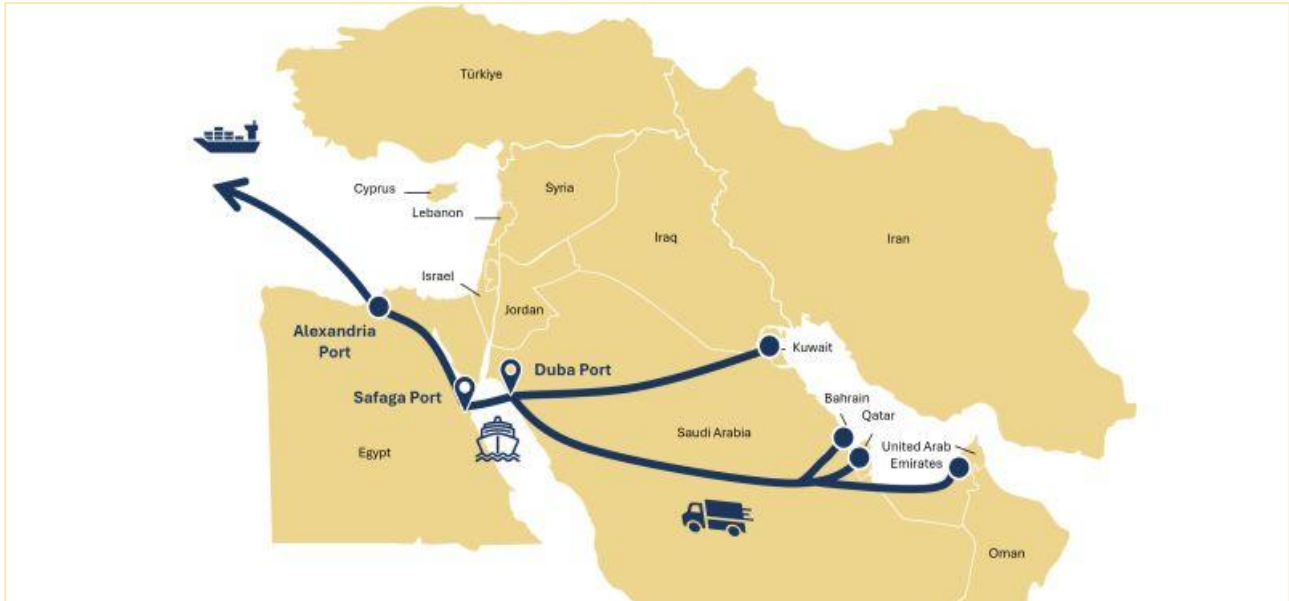 Türkiye
Cyprus
Syria
Lebanon
Iraq
Iran
Israel
Jordan
Alexandria
Port
Kuwait
Duba Port
Safaga Port
Bahrain
Qatar
Saudi Arabia
United Arab
Emirates
Egypt
Oman